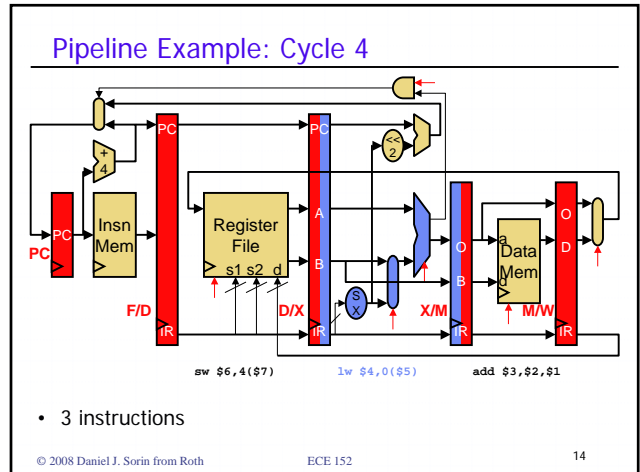 Pipeline Example: Cycle 4
PC
<<
2
+
4
PC
PC
Insn
Mem
Register
File
s1 s2 d
A
B
S
X
O
B
a
Data
Mem
d
O
D
PC
F/D
D/X
X/M
M/W
IR
IR
IR
IR
sw $6,4($7)
lw $4,0($5)
add $3,$2,$1
• 3 instructions
© 2008 Daniel J. Sorin from Roth
ECE 152
14